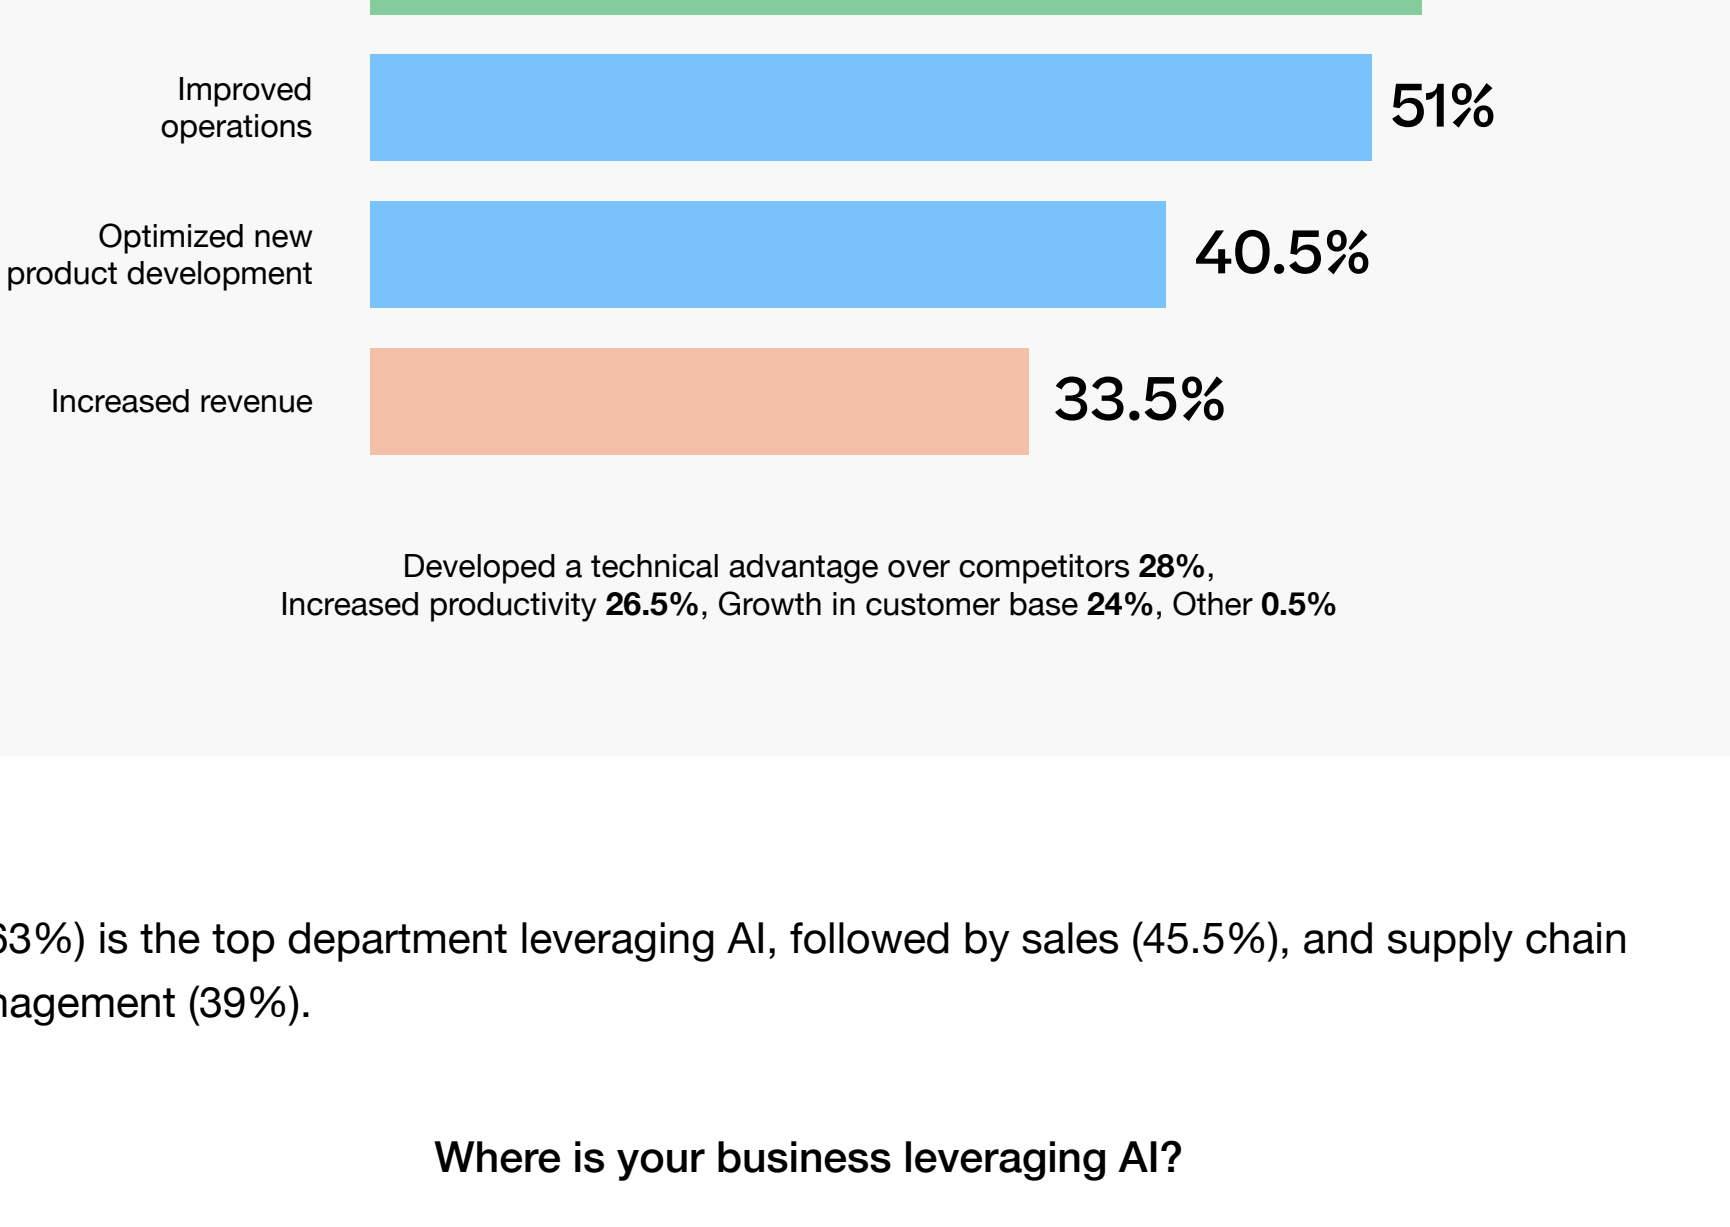 Improved
operations
51%
Optimized new
product development
40.5%
Increased revenue
33.5%
Developed a technical advantage over competitors 28%,
Increased productivity 26.5%, Growth in customer base 24%, Other 0.5%
63%) is the top department leveraging AI, followed by sales (45.5%), and supply chain
nagement (39%).
Where is your business leveraging AI?